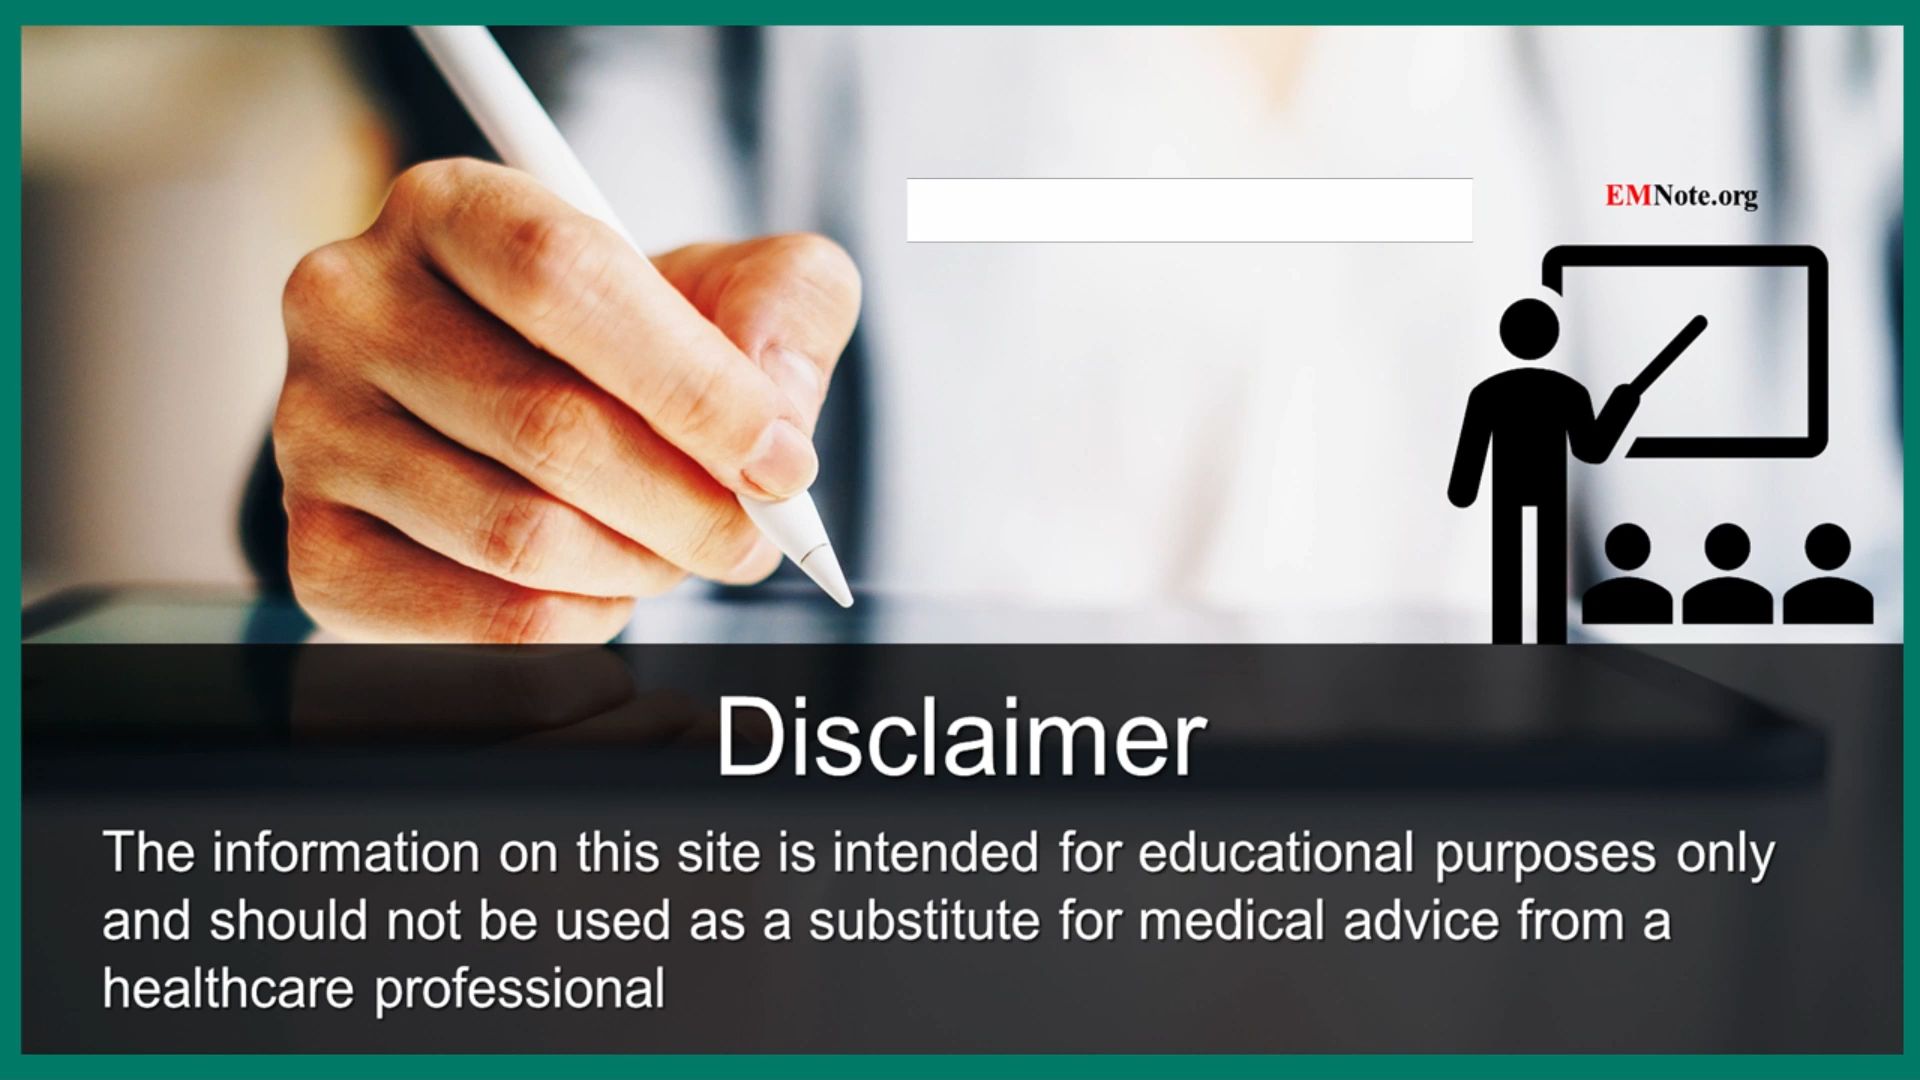 EMNote.org
Disclaimer
The information on this site is intended for educational purposes only
and should not be used as a substitute for medical advice from a
healthcare professional